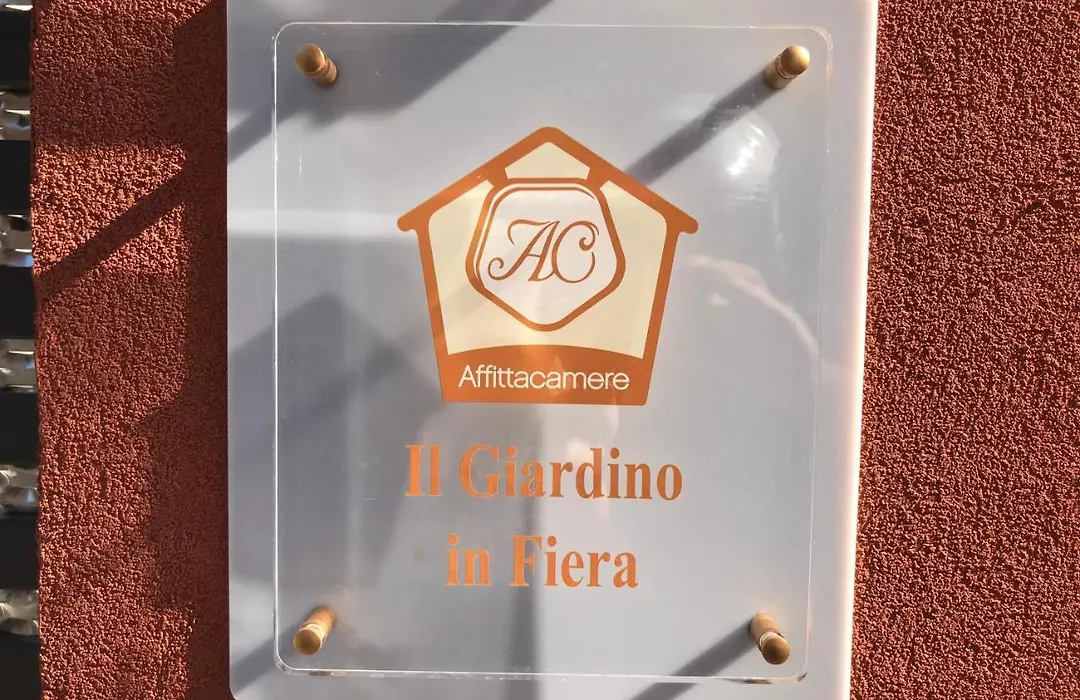 AC
Affittacamere
Il Giardino
in Fiera